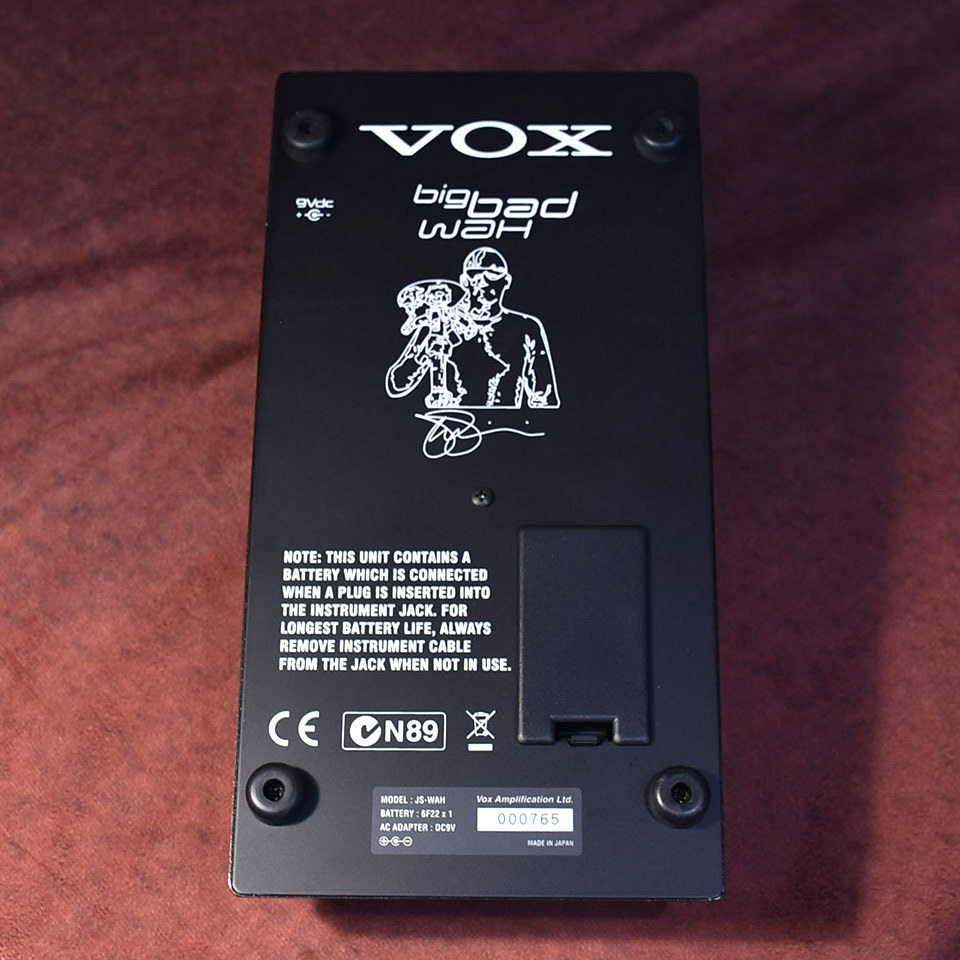 VOX
9Vdc
big bad
wah
NOTE: THIS UNIT CONTAINS A
BATTERY WHICH IS CONNECTED
WHEN A PLUG IS INSERTED INTO
THE INSTRUMENT JACK. FOR
LONGEST BATTERY LIFE, ALWAYS
REMOVE INSTRUMENT CABLE
FROM THE JACK WHEN NOT IN USE.
CE N89
MODEL : JS-WAH
BATTERY : 6F22 x 1
AC ADAPTER : DC9V
Vox Amplification Ltd.
000765
MADE IN JAPAN